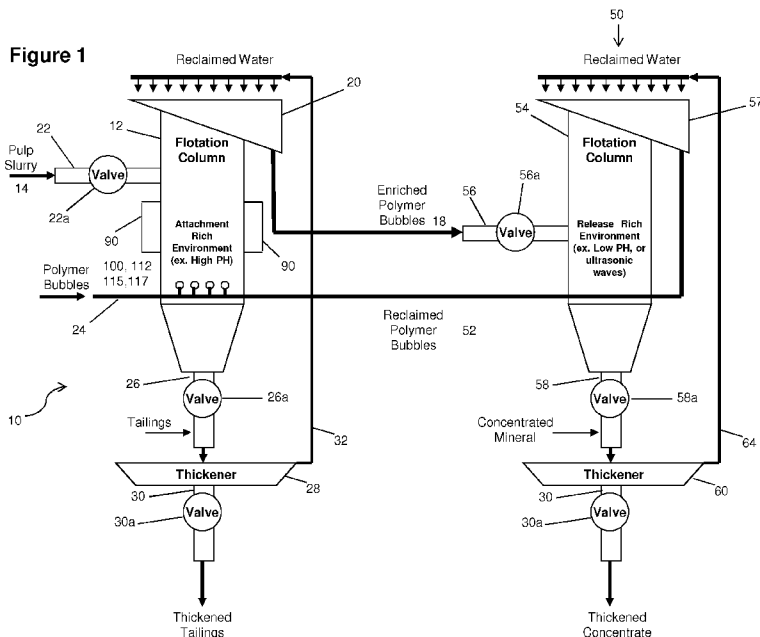 50
Figure 1
Reclaimed Water
Reclaimed Water
20
57
12
54
22
Flotation
Column
Flotation
Column
Pulp
Slurry
14
Valve
22a
56a
Enriched
Polymer
Bubbles 18
56
Valve
90
Attachment
Rich
Environment
(ex. High PH)
90
Release Rich
Environment
(ex. Low PH, or
ultrasonic
waves)
Polymer
Bubbles
100, 112
115,117
24
Reclaimed
Polymer
Bubbles
52
26
58
Valve
26a
Valve
58a
10
Tailings
32
Concentrated
Mineral
64
Thickener
28
Thickener
60
30
30
30a
Valve
30a
Valve
Thickened
Tailings
Thickened
Concentrate